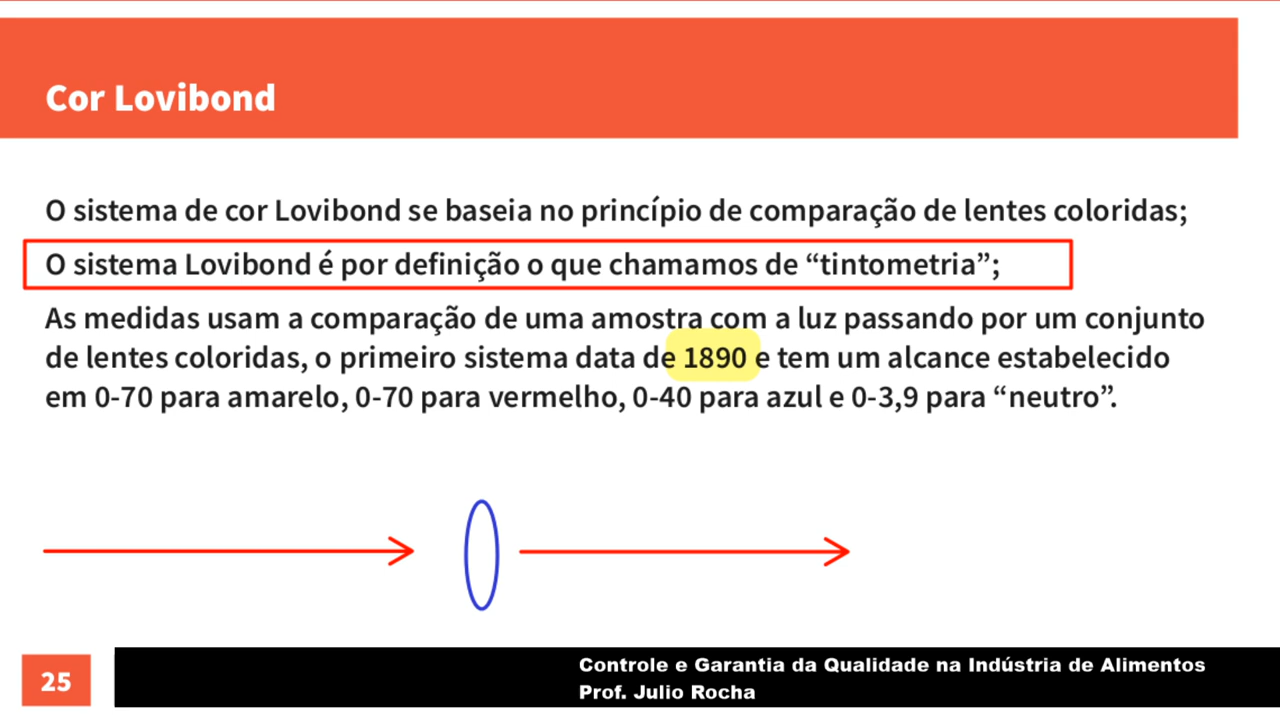 Cor Lovibond
O sistema de cor Lovibond se baseia no princípio de comparação de lentes coloridas;
O sistema Lovibond é por definição o que chamamos de “tintometria”;
As medidas usam a comparação de uma amostra com a luz passando por um conjunto
de lentes coloridas, o primeiro sistema data de 1890 e tem um alcance estabelecido
em 0-70 para amarelo, 0-70 para vermelho, 0-40 para azul e 0-3,9 para “neutro”.
25
Controle e Garantia da Qualidade na Indústria de Alimentos
Prof. Julio Rocha